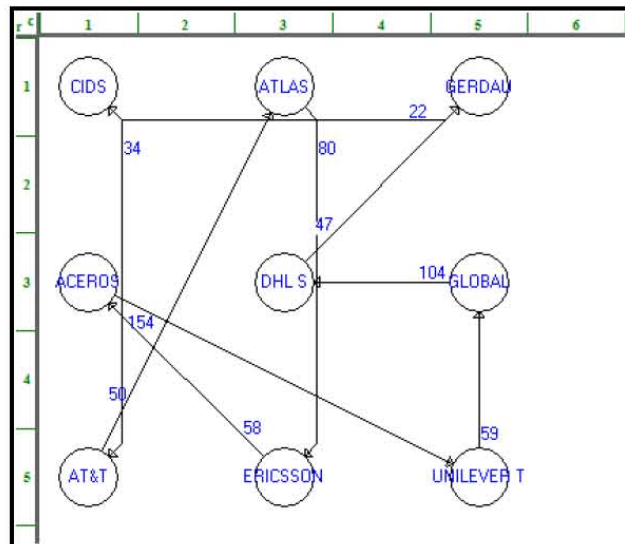 r c 1 2 3 4 5 6
1 CIDS ATLAS GERDAU
22
34 80
2
47
104
3 ACEROS DHL S GLOBAL
154
4
50
58 59
5 AT&T ERICSSON UNILEVER T